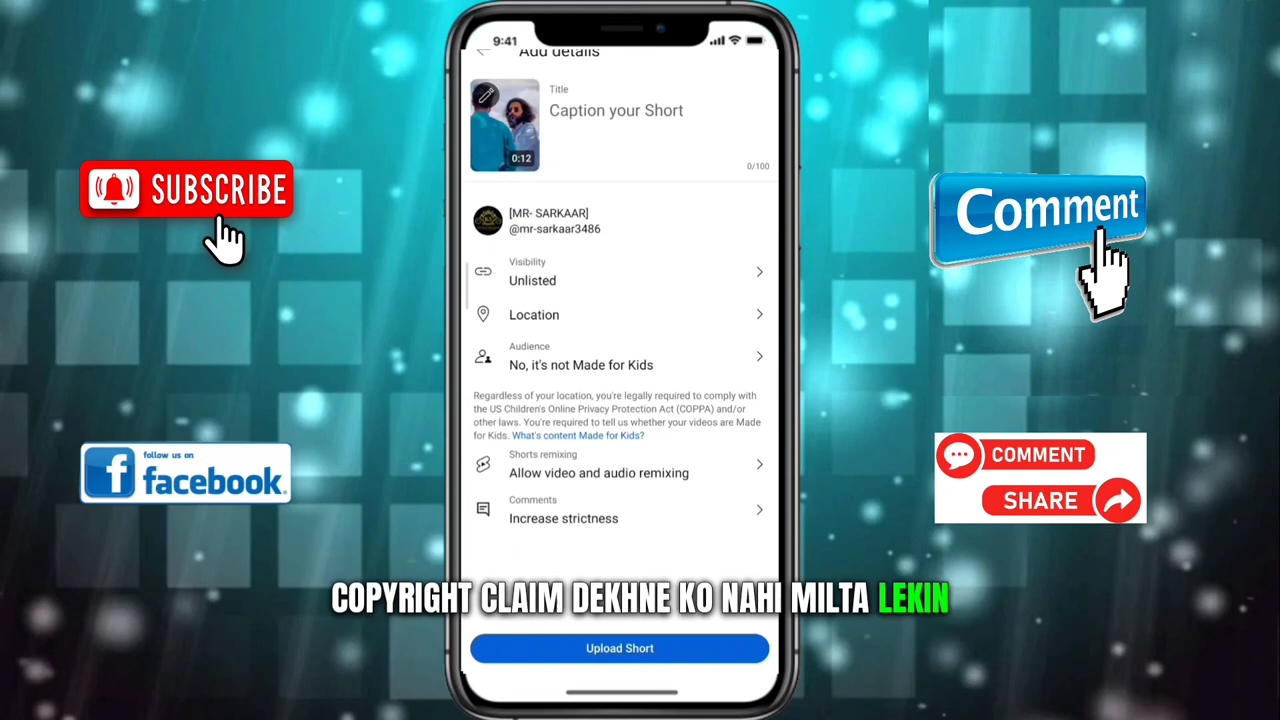 9:41
Add details
Title
Caption your Short
0:12
0/100
SUBSCRIBE
Comment
[MR- SARKAAR]
@mr-sarkaar3486
Visibility
Unlisted
Location
Audience
No, it's not Made for Kids
Regardless of your location, you're legally required to comply with
the US Children's Online Privacy Protection Act (COPPA) and/or
other laws. You're required to tell us whether your videos are Made
for Kids. What's content Made for Kids?
follow us on
facebook.
COMMENT
SHARE
Shorts remixing
Allow video and audio remixing
Comments
Increase strictness
COPYRIGHT CLAIM DEKHNE KO NAHI MILTA LEKIN
Upload Short